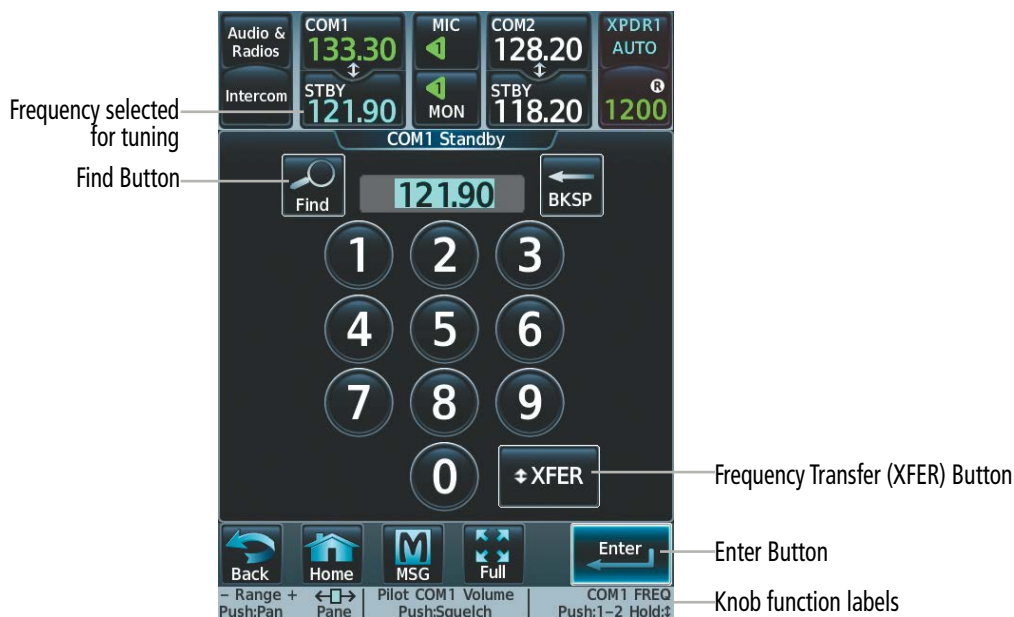 Audio & Radios
COM1
133.30
MIC
1
COM2
128.20
XPDR1
AUTO
Intercom
STBY
121.90
1
MON
STBY
118.20
R
1200
Frequency selected
for tuning
COM1 Standby
Find Button
Find
121.90
BKSP
1 2 3
4 5 6
7 8 9
0
XFER
Frequency Transfer (XFER) Button
Back
Home
MSG
Full
Enter
Enter Button
– Range +
Push:Pan
Pane
Pilot COM1 Volume
Push:Squelch
COM1 FREQ
Push:1–2 Hold:↕
Knob function labels